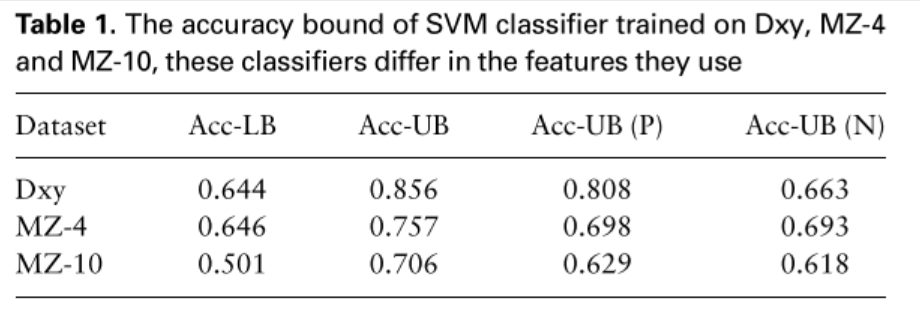 Table 1. The accuracy bound of SVM classifier trained on Dxy, MZ-4
and MZ-10, these classifiers differ in the features they use
Dataset Acc-LB Acc-UB Acc-UB (P) Acc-UB (N)
Dxy 0.644 0.856 0.808 0.663
MZ-4 0.646 0.757 0.698 0.693
MZ-10 0.501 0.706 0.629 0.618